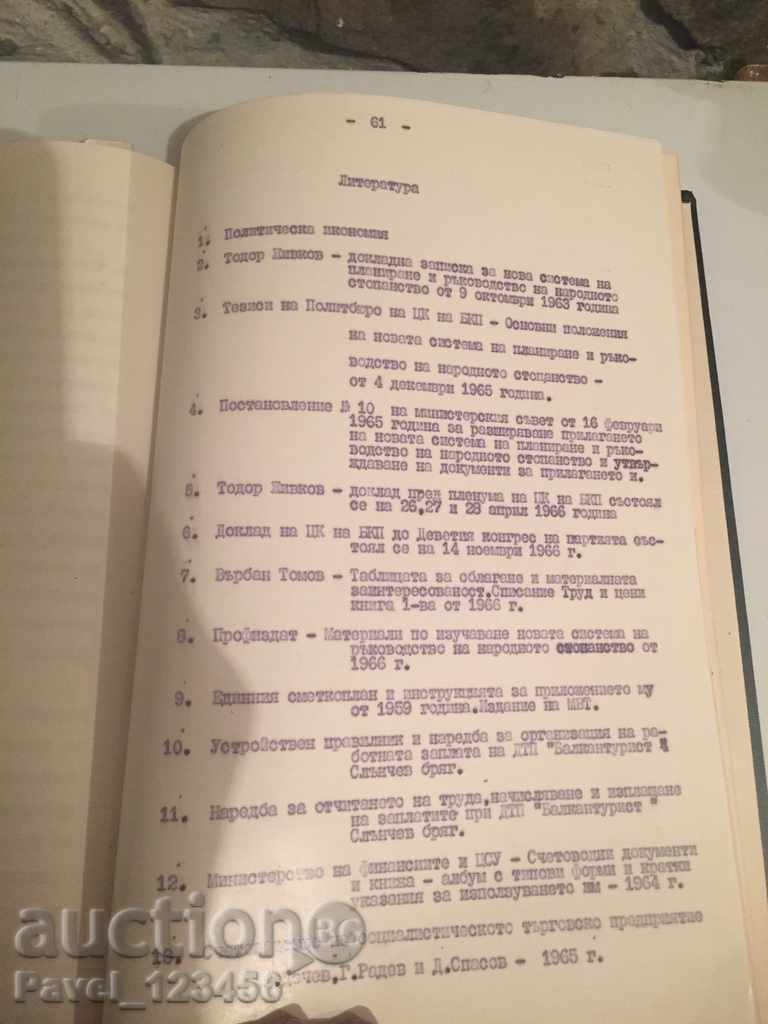 - 61 -
Литература
1. Политическа икономия
2. Тодор Живков - докладна записка за нова система на
планиране и ръководство на народното
стопанство от 9 октомври 1963 година
3. Тезиси на Политбюро на ЦК на БКП - Основни положения
на новата система на планиране и ръко-
водство на народното стопанство -
от 4 декември 1965 година.
4. Постановление № 10 на министерския съвет от 16 февруари
1965 година за разширяване прилагането
на новата система на планиране и ръко-
водство на народното стопанство и утвър-
ждаване на документи за прилагането и.
5. Тодор Живков - доклад пред пленума на ЦК на БКП състоял
се на 26,27 и 28 април 1966 година
6. Доклад на ЦК на БКП до Деветия конгрес на партията със-
тоял се на 14 ноември 1966 г.
7. Върбан Томов - Таблицата за облагане и материалната
заинтересованост.Списание Труд и цени
книга 1-ва от 1966 г.
8. Профиздат - Материали по изучаване новата система на
ръководство на народното стопанство от
1966 г.
9. Единния сметкоплан и инструкцията за приложението му
от 1959 година.Издание на МВТ.
10. Устройствен правилник и наредба за организация на ра-
ботната заплата на ДТП "Балкантурист"
Слънчев бряг.
11. Наредба за отчитането на труда,начисляване и изплащане
на заплатите при ДТП "Балкантурист "
Слънчев бряг.
12. Министерство на финансиите и ЦСУ - Счетоводни документи
и книжа - албум с типови форми и кратки
указания за използуването им - 1964 г.
13. социалистическото търговско предприятие
Г.Радев и Д.Спасов - 1965 г.
auction BG
Pavel_123456